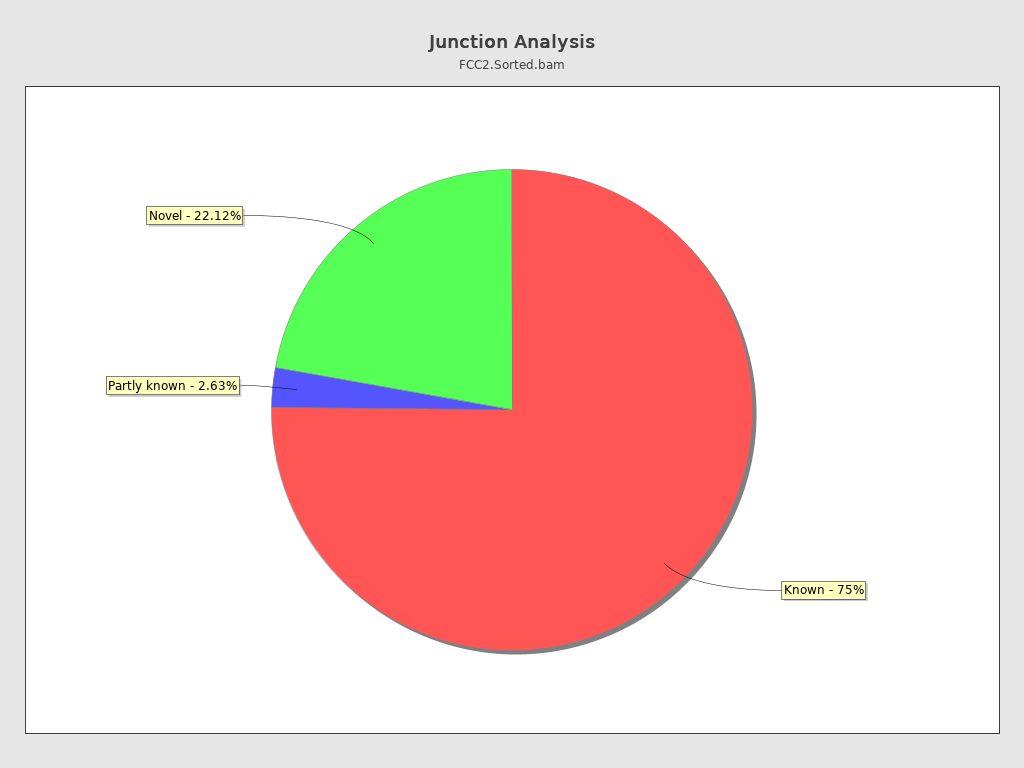 Junction Analysis
FCC2.Sorted.bam
Novel - 22.12%
Partly known - 2.63%
Known - 75%